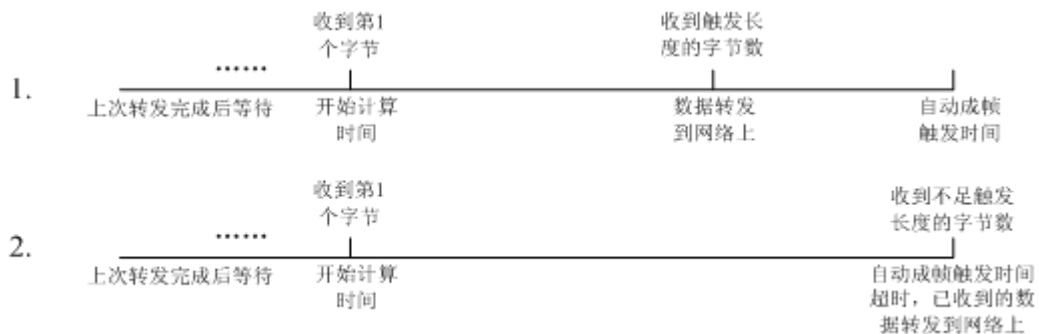 收到第1
个字节
收到触发长
度的字节数
……
1.
上次转发完成后等待
开始计算
时间
数据转发
到网络上
自动成帧
触发时间
收到第1
个字节
收到不足触发
长度的字节数
……
2.
上次转发完成后等待
开始计算
时间
自动成帧触发时间
超时，已收到的数
据转发到网络上